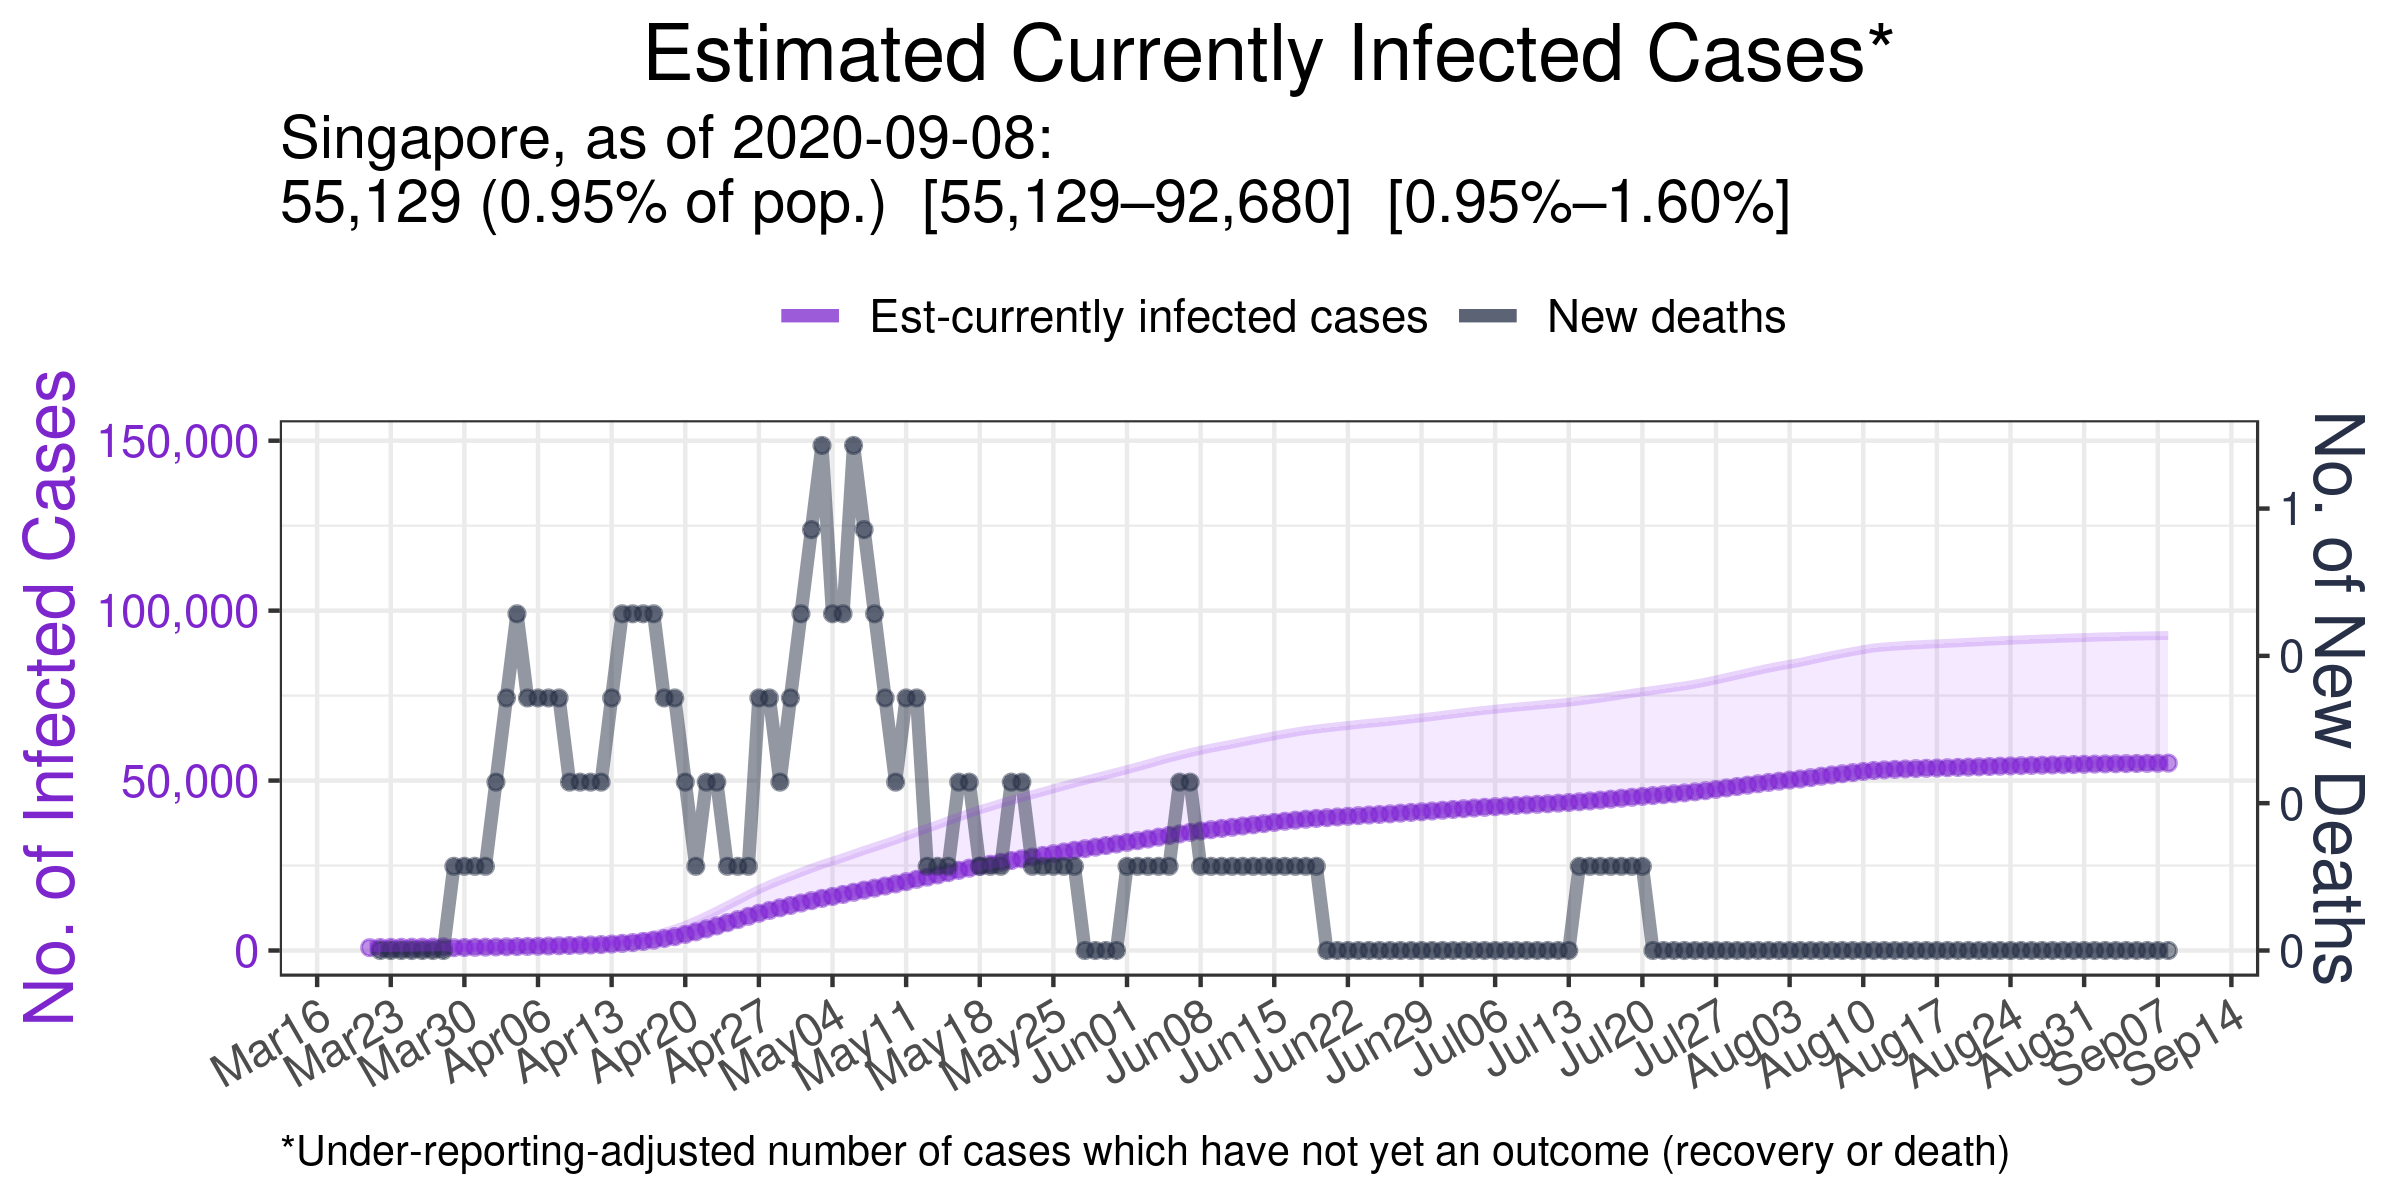 Estimated Currently Infected Cases*
Singapore, as of 2020-09-08:
55,129 (0.95% of pop.) [55,129–92,680] [0.95%–1.60%]
Est-currently infected cases
New deaths
No. of Infected Cases
150,000
100,000
50,000
0
1
0
0
0
No. of New Deaths
Mar16
Mar23
Mar30
Apr06
Apr13
Apr20
Apr27
May04
May11
May18
May25
Jun01
Jun08
Jun15
Jun22
Jun29
Jul06
Jul13
Jul20
Jul27
Aug03
Aug10
Aug17
Aug24
Aug31
Sep07
Sep14
*Under-reporting-adjusted number of cases which have not yet an outcome (recovery or death)